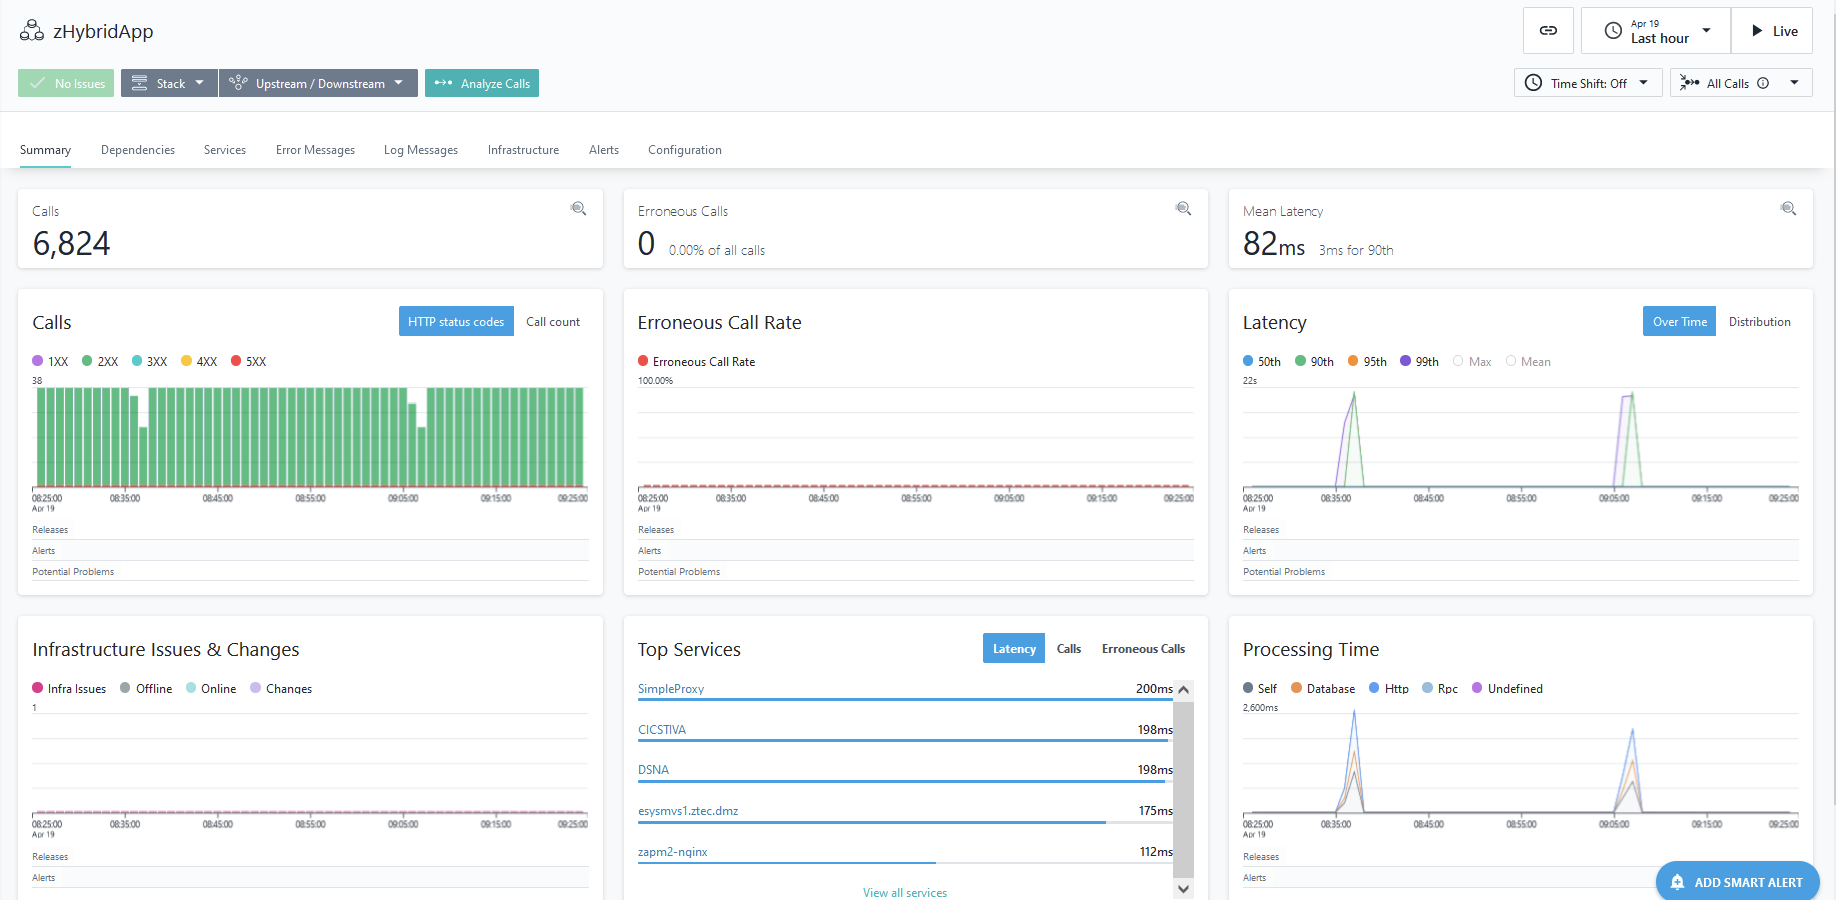 zHybridApp
Apr 19
Last hour
Live
No Issues
Stack
Upstream / Downstream
Analyze Calls
Time Shift: Off
All Calls
Summary Dependencies Services Error Messages Log Messages Infrastructure Alerts Configuration
Calls
6,824
Erroneous Calls
0 0.00% of all calls
Mean Latency
82ms 3ms for 90th
Calls
HTTP status codes Call count
1XX 2XX 3XX 4XX 5XX
38
08:25:00 08:35:00 08:45:00 08:55:00 09:05:00 09:15:00 09:25:00
Apr 19
Releases
Alerts
Potential Problems
Erroneous Call Rate
Erroneous Call Rate
100.00%
08:25:00 08:35:00 08:45:00 08:55:00 09:05:00 09:15:00 09:25:00
Apr 19
Releases
Alerts
Potential Problems
Latency
Over Time Distribution
50th 90th 95th 99th Max Mean
22s
08:25:00 08:35:00 08:45:00 08:55:00 09:05:00 09:15:00 09:25:00
Apr 19
Releases
Alerts
Potential Problems
Infrastructure Issues & Changes
Infra Issues Offline Online Changes
1
08:25:00 08:35:00 08:45:00 08:55:00 09:05:00 09:15:00 09:25:00
Apr 19
Releases
Alerts
Top Services
Latency Calls Erroneous Calls
SimpleProxy 200ms
CICSTIVA 198ms
DSNA 198ms
esysmvs1.ztec.dmz 175ms
zapm2-nginx 112ms
View all services
Processing Time
Self Database Http Rpc Undefined
2,600ms
08:25:00 08:35:00 08:45:00 08:55:00 09:05:00 09:15:00 09:25:00
Apr 19
Releases
Alerts
ADD SMART ALERT